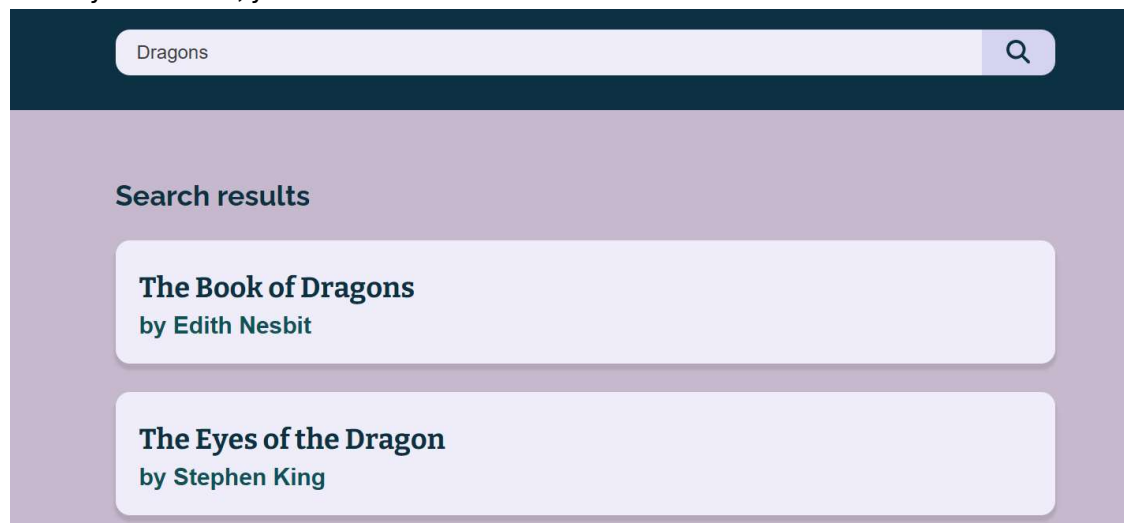 Dragons
Search results
The Book of Dragons
by Edith Nesbit
The Eyes of the Dragon
by Stephen King